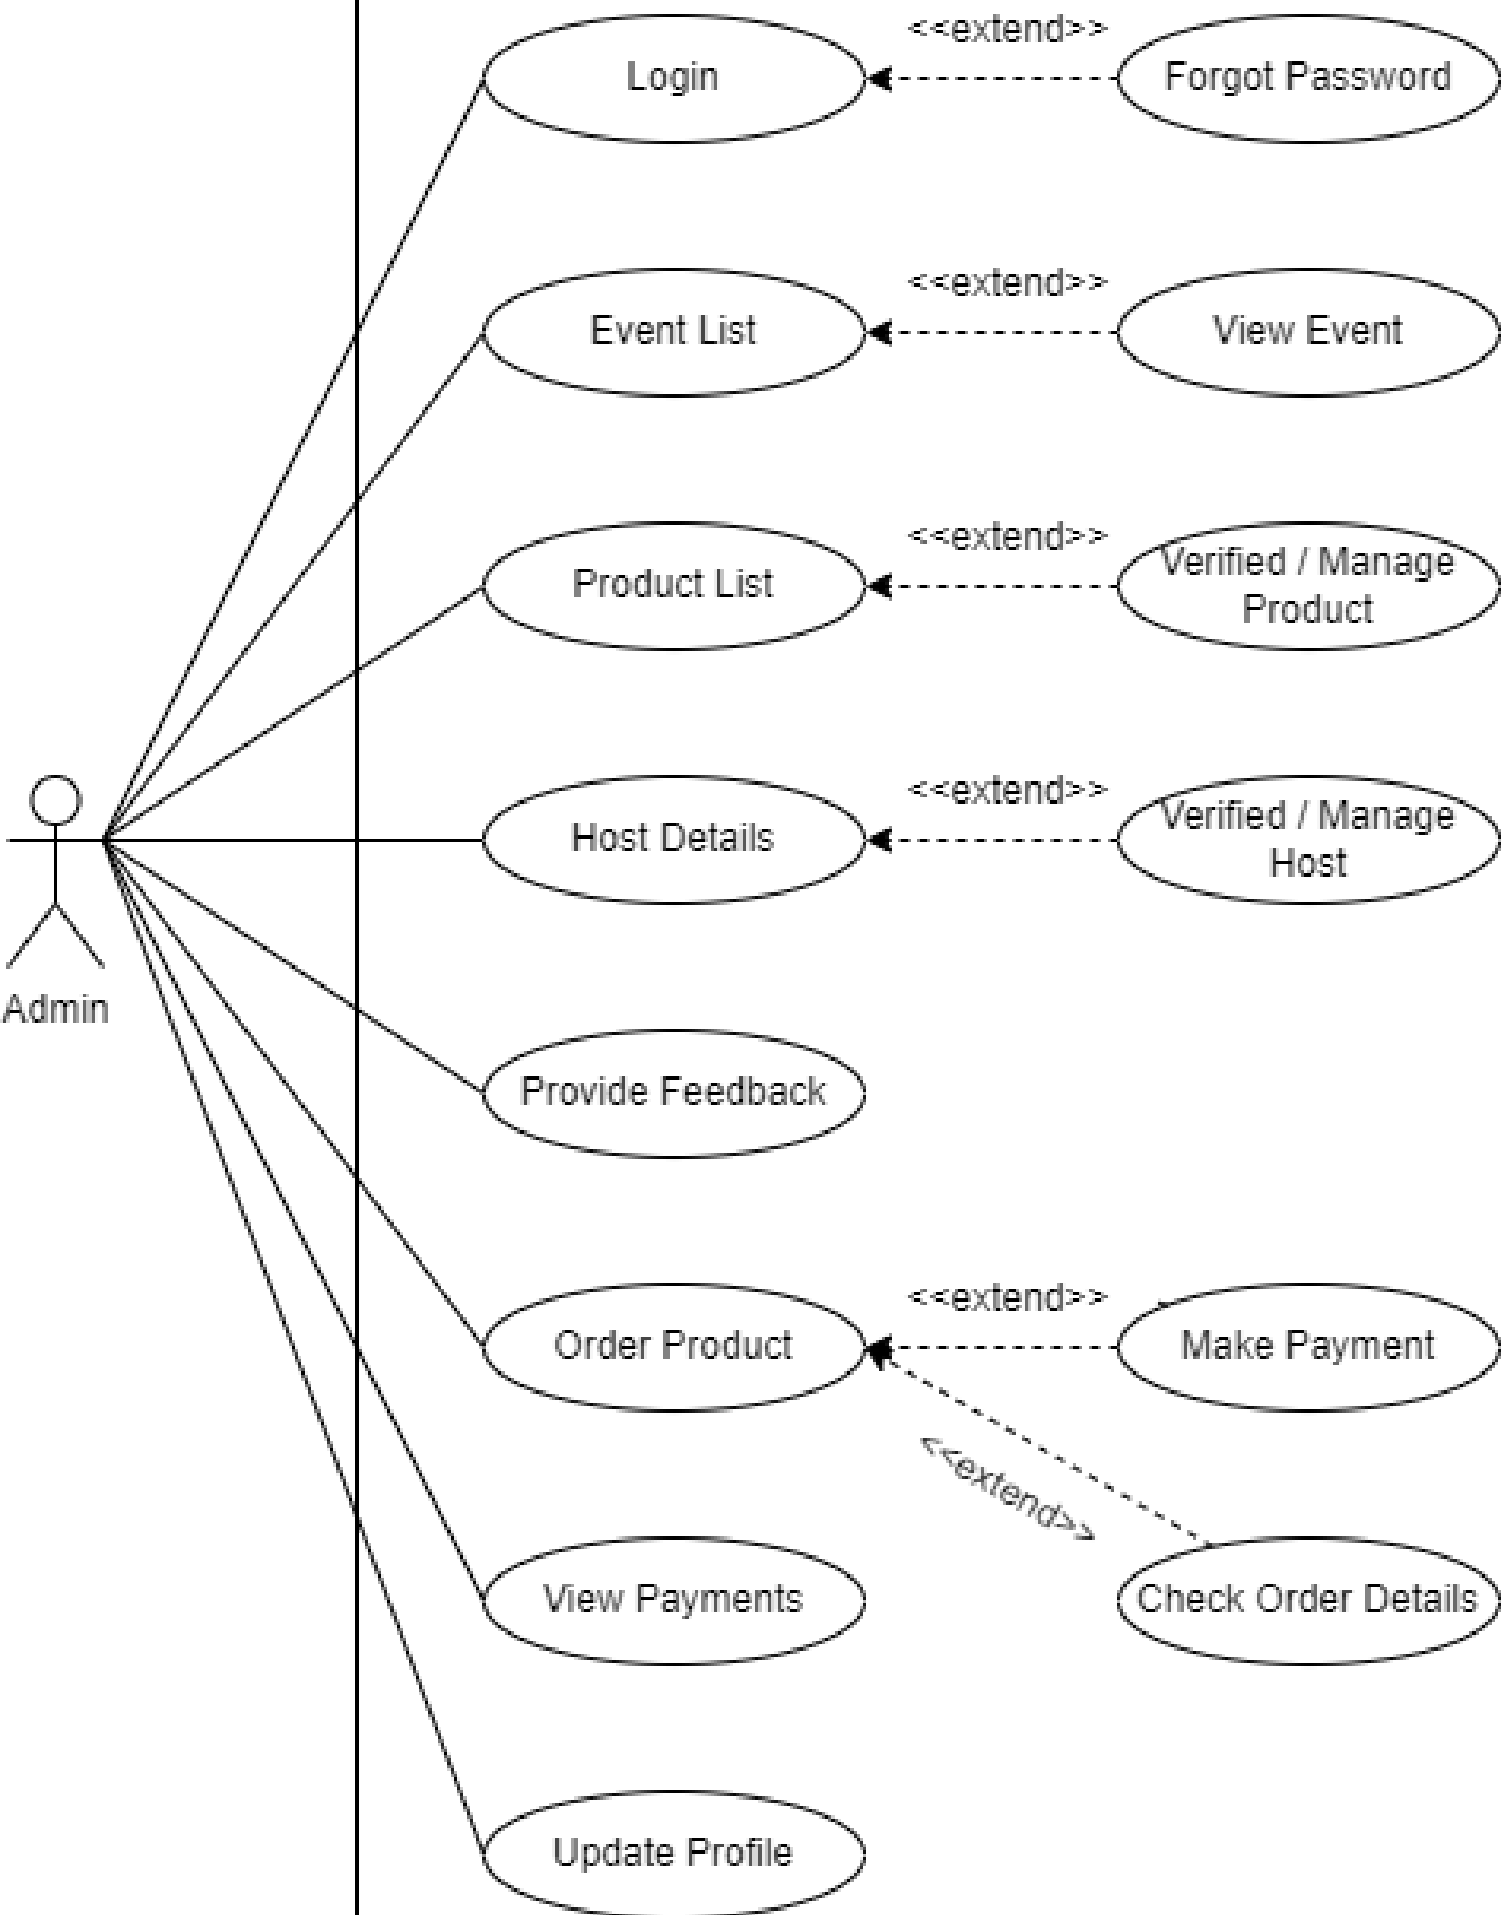 <<extend>>
Login
Forgot Password
<<extend>>
Event List
View Event
<<extend>>
Product List
Verified / Manage
Product
<<extend>>
Host Details
Verified / Manage
Host
Admin
Provide Feedback
<<extend>>
Order Product
Make Payment
<<extend>>
View Payments
Check Order Details
Update Profile